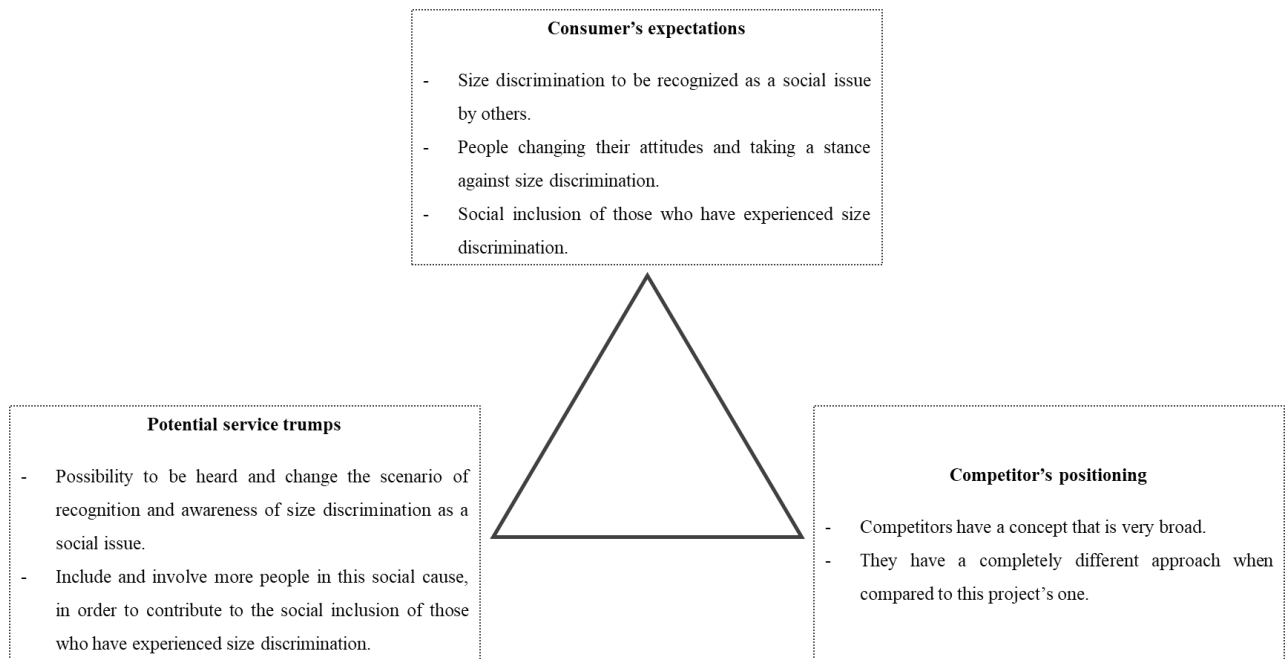 Consumer’s expectations
- Size discrimination to be recognized as a social issue
by others.
- People changing their attitudes and taking a stance
against size discrimination.
- Social inclusion of those who have experienced size
discrimination.
Potential service trumps
- Possibility to be heard and change the scenario of
recognition and awareness of size discrimination as a
social issue.
- Include and involve more people in this social cause,
in order to contribute to the social inclusion of those
who have experienced size discrimination.
Competitor’s positioning
- Competitors have a concept that is very broad.
- They have a completely different approach when
compared to this project’s one.